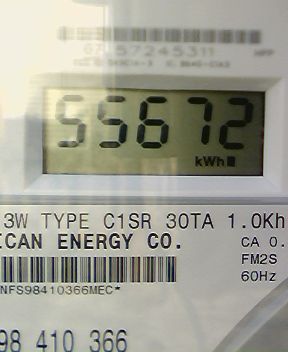 57245311
55672
kWh
3W TYPE C1SR 30TA 1.0Kh
ICAN ENERGY CO.
CA 0.
FM2S
NFS98410366MEC*
60Hz
98 410 366